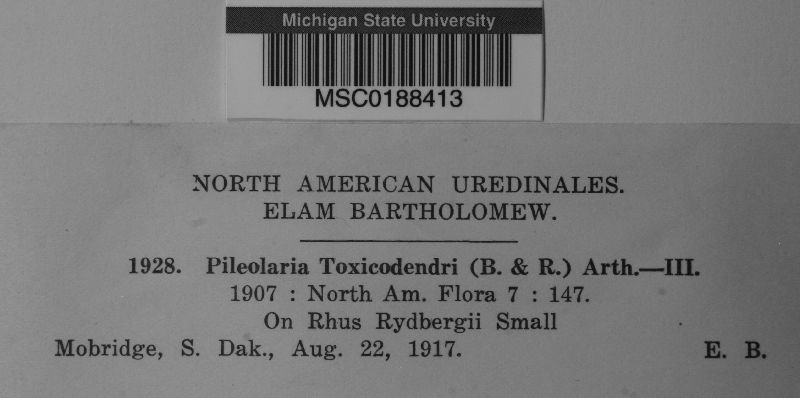 Michigan State University
MSC0188413
NORTH AMERICAN UREDINALES.
ELAM BARTHOLOMEW.
1928. Pileolaria Toxicodendri (B. & R.) Arth.—III.
1907 : North Am. Flora 7 : 147.
On Rhus Rydbergii Small
Mobridge, S. Dak., Aug. 22, 1917. E. B.